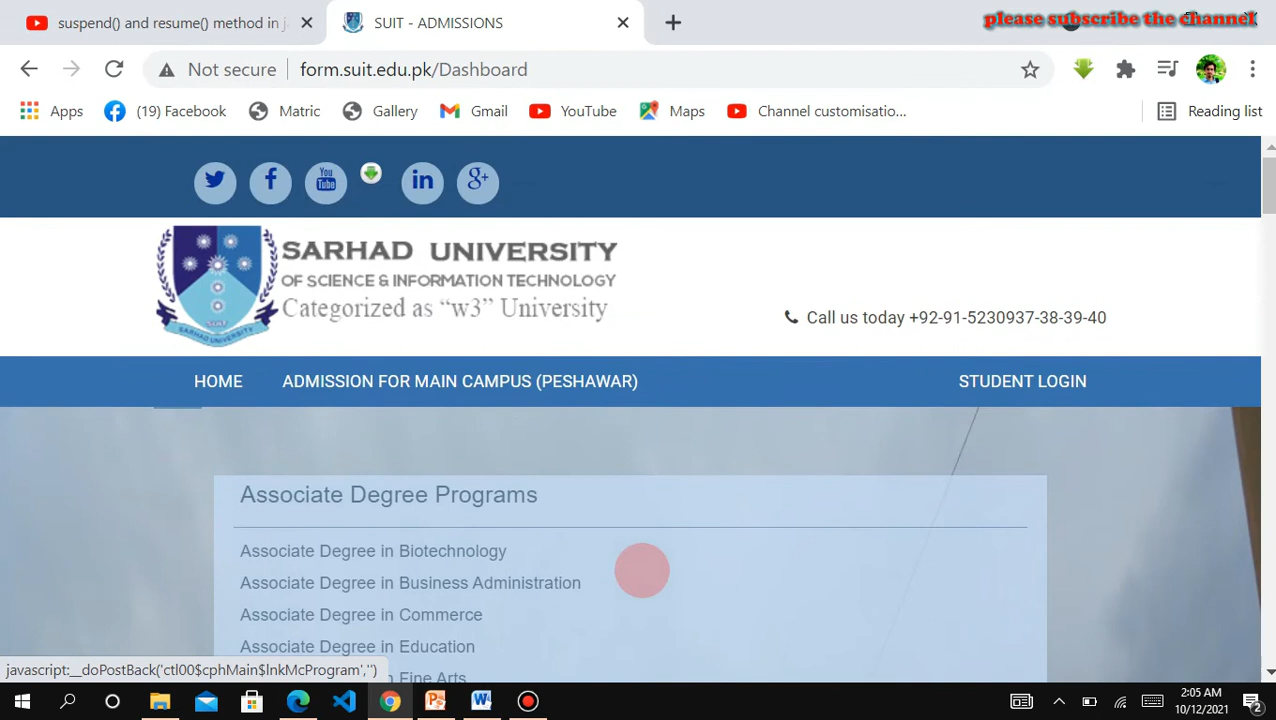 suspend() and resume() method in j
SUIT - ADMISSIONS
please subscribe the channel
Not secure
form.suit.edu.pk/Dashboard
Apps
(19) Facebook
Matric
Gallery
Gmail
YouTube
Maps
Channel customisatio...
Reading list
You
Tube
in
g+
SARHAD UNIVERSITY
OF SCIENCE & INFORMATION TECHNOLOGY
Categorized as “w3” University
Call us today +92-91-5230937-38-39-40
HOME
ADMISSION FOR MAIN CAMPUS (PESHAWAR)
STUDENT LOGIN
Associate Degree Programs
Associate Degree in Biotechnology
Associate Degree in Business Administration
Associate Degree in Commerce
Associate Degree in Education
Fine Arts
javascript:__doPostBack('ctl00$cphMain$lnkMcProgram','')
2:05 AM
10/12/2021
2